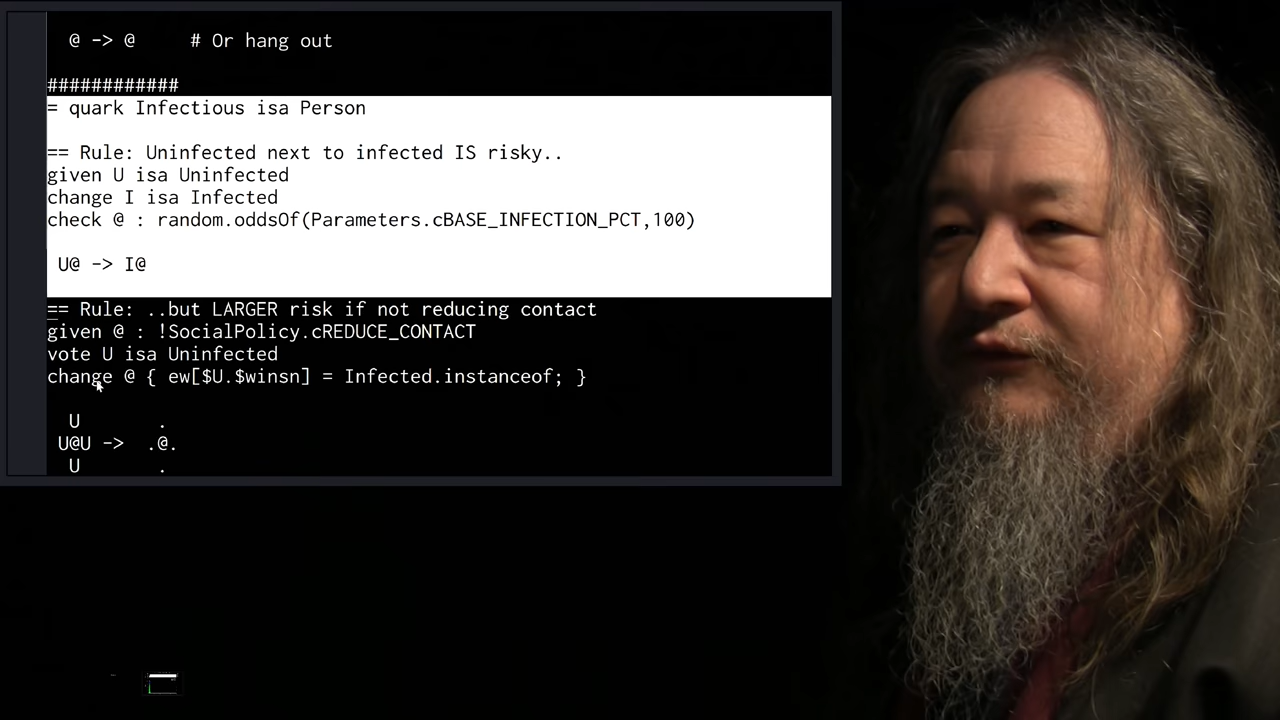 @ -> @     # Or hang out
############
= quark Infectious isa Person
== Rule: Uninfected next to infected IS risky..
given U isa Uninfected
change I isa Infected
check @ : random.oddsOf(Parameters.cBASE_INFECTION_PCT,100)
U@ -> I@
== Rule: ..but LARGER risk if not reducing contact
given @ : !SocialPolicy.cREDUCE_CONTACT
vote U isa Uninfected
change @ { ew[$U.$winsn] = Infected.instanceof; }
U       .
U@U ->  .@.
U       .